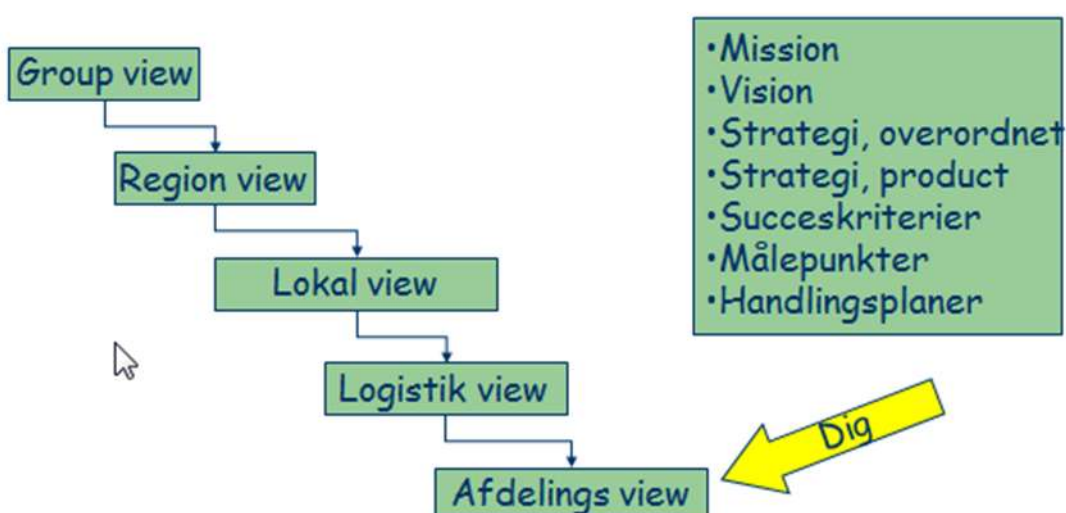 Group view
Region view
Lokal view
Logistik view
Afdelings view
•Mission
•Vision
•Strategi, overordnet
•Strategi, product
•Succeskriterier
•Målepunkter
•Handlingsplaner
Dig